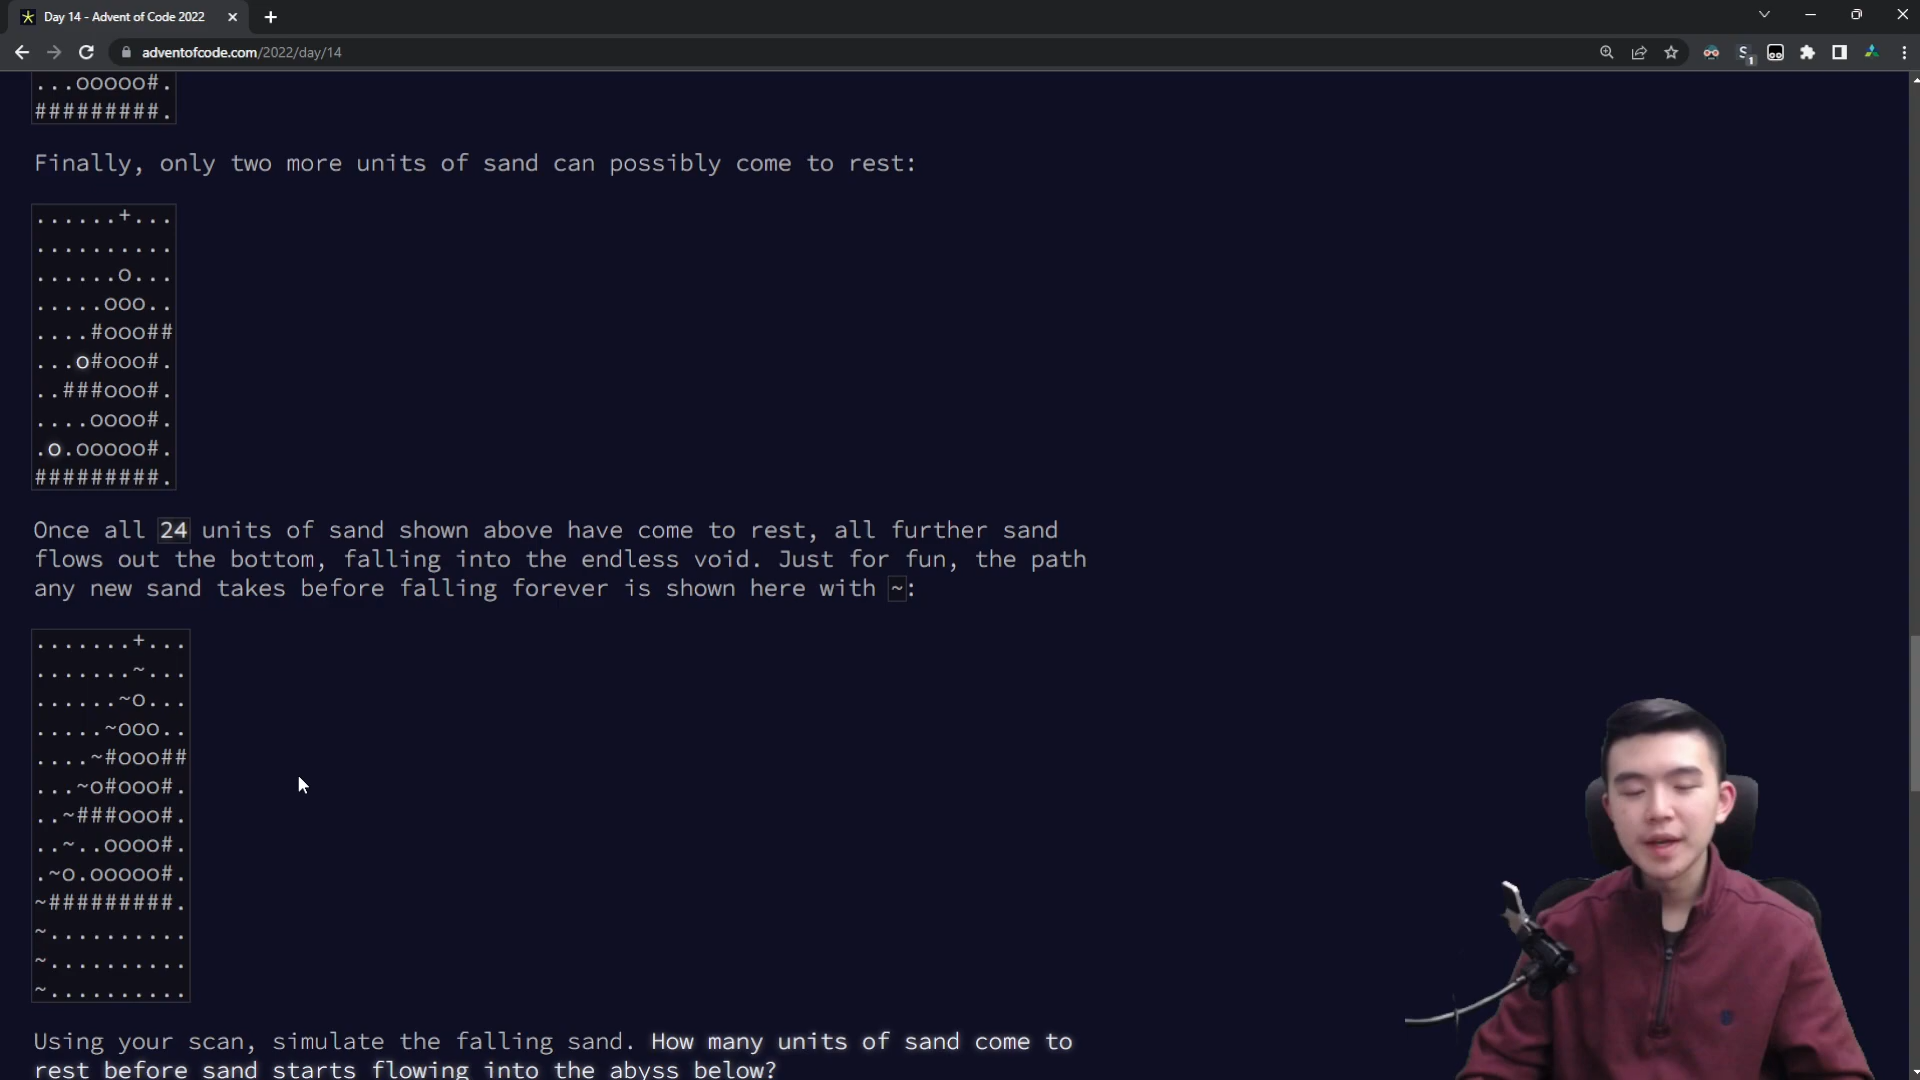 Day 14 - Advent of Code 2022
adventofcode.com/2022/day/14
...ooooo#.
#########.
Finally, only two more units of sand can possibly come to rest:
......+...
..........
......o...
.....ooo..
....#ooo##
...o#ooo#.
..###ooo#.
....oooo#.
.o.ooooo#.
#########.
Once all 24 units of sand shown above have come to rest, all further sand
flows out the bottom, falling into the endless void. Just for fun, the path
any new sand takes before falling forever is shown here with ~:
.......+...
.......~...
......~o...
.....~ooo..
....~#ooo##
...~o#ooo#.
..~###ooo#.
..~..oooo#.
.~o.ooooo#.
~#########.
~..........
~..........
~..........
Using your scan, simulate the falling sand. How many units of sand come to
rest before sand starts flowing into the abyss below?